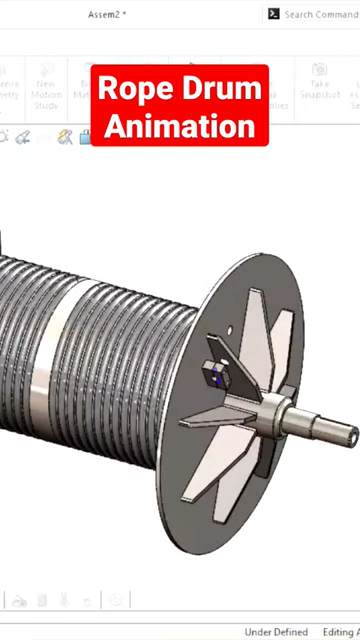 Assem2 *
Search Command
New
Motion
Study
Take
Snapshot
Rope Drum
Animation
Under Defined
Editing A